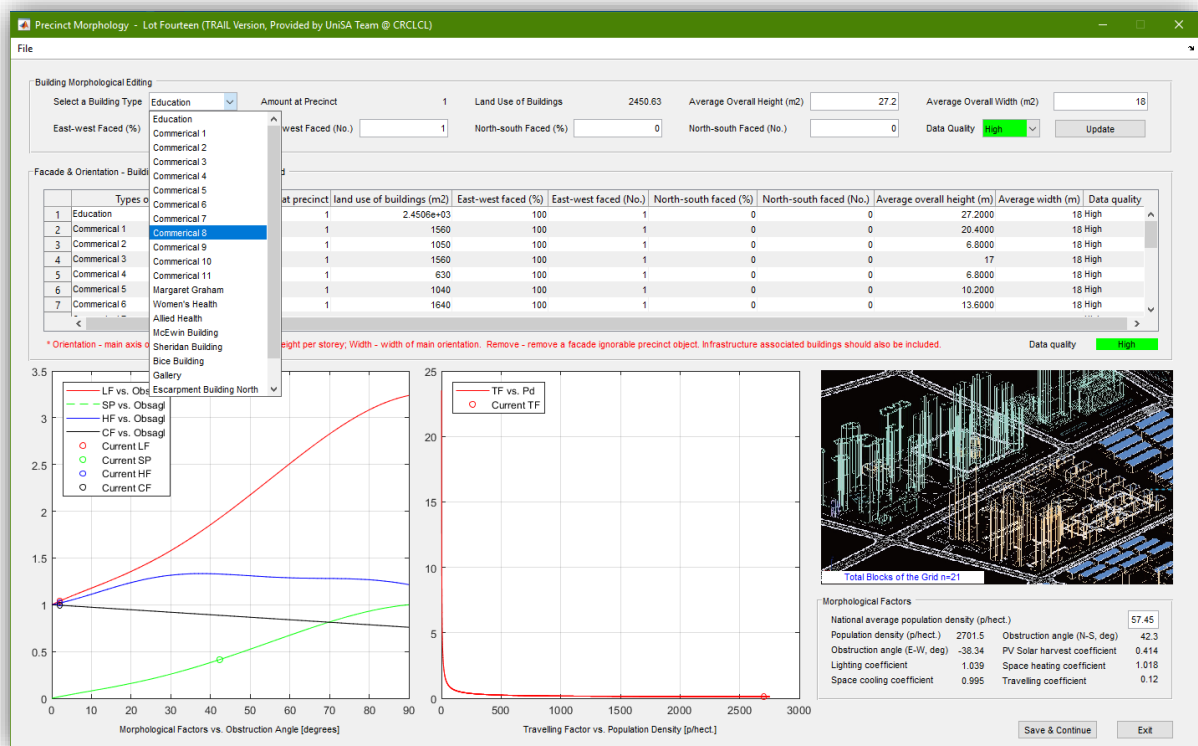 Precinct Morphology - Lot Fourteen (TRAIL Version, Provided by UniSA Team @ CRCLCL)
File
Building Morphological Editing
Select a Building Type Education Amount at Precinct 1 Land Use of Buildings 2450.63 Average Overall Height (m2) 27.2 Average Overall Width (m2) 18
East-west Faced (%) west Faced (No.) 1 North-south Faced (%) 0 North-south Faced (No.) 0 Data Quality High Update
Education
Commerical 1
Commerical 2
Commerical 3
Commerical 4
Commerical 5
Commerical 6
Commerical 7
Commerical 8
Commerical 9
Commerical 10
Commerical 11
Margaret Graham
Women's Health
Allied Health
McEwin Building
Sheridan Building
Bice Building
Gallery
Escarpment Building North
Facade & Orientation - Buildi d
Types o at precinct land use of buildings (m2) East-west faced (%) East-west faced (No.) North-south faced (%) North-south faced (No.) Average overall height (m) Average width (m) Data quality
1 Education 1 2.4506e+03 100 1 0 0 27.2000 18 High
2 Commerical 1 1 1560 100 1 0 0 20.4000 18 High
3 Commerical 2 1 1050 100 1 0 0 6.8000 18 High
4 Commerical 3 1 1560 100 1 0 0 17 18 High
5 Commerical 4 1 630 100 1 0 0 6.8000 18 High
6 Commerical 5 1 1040 100 1 0 0 10.2000 18 High
7 Commerical 6 1 1640 100 1 0 0 13.6000 18 High
* Orientation - main axis o eight per storey; Width - width of main orientation. Remove - remove a facade ignorable precinct object. Infrastructure associated buildings should also be included. Data quality High
LF vs. Obsa
SP vs. Obsagl
HF vs. Obsagl
CF vs. Obsagl
Current LF
Current SP
Current HF
Current CF
3.5
3
2.5
2
1.5
1
0.5
0
0 10 20 30 40 50 60 70 80 90
Morphological Factors vs. Obstruction Angle [degrees]
TF vs. Pd
Current TF
25
20
15
10
5
0
0 500 1000 1500 2000 2500 3000
Travelling Factor vs. Population Density [p/hect.]
Total Blocks of the Grid n=21
Morphological Factors
National average population density (p/hect.) 57.45
Population density (p/hect.) 2701.5 Obstruction angle (N-S, deg) 42.3
Obstruction angle (E-W, deg) -38.34 PV Solar harvest coefficient 0.414
Lighting coefficient 1.039 Space heating coefficient 1.018
Space cooling coefficient 0.995 Travelling coefficient 0.12
Save & Continue Exit